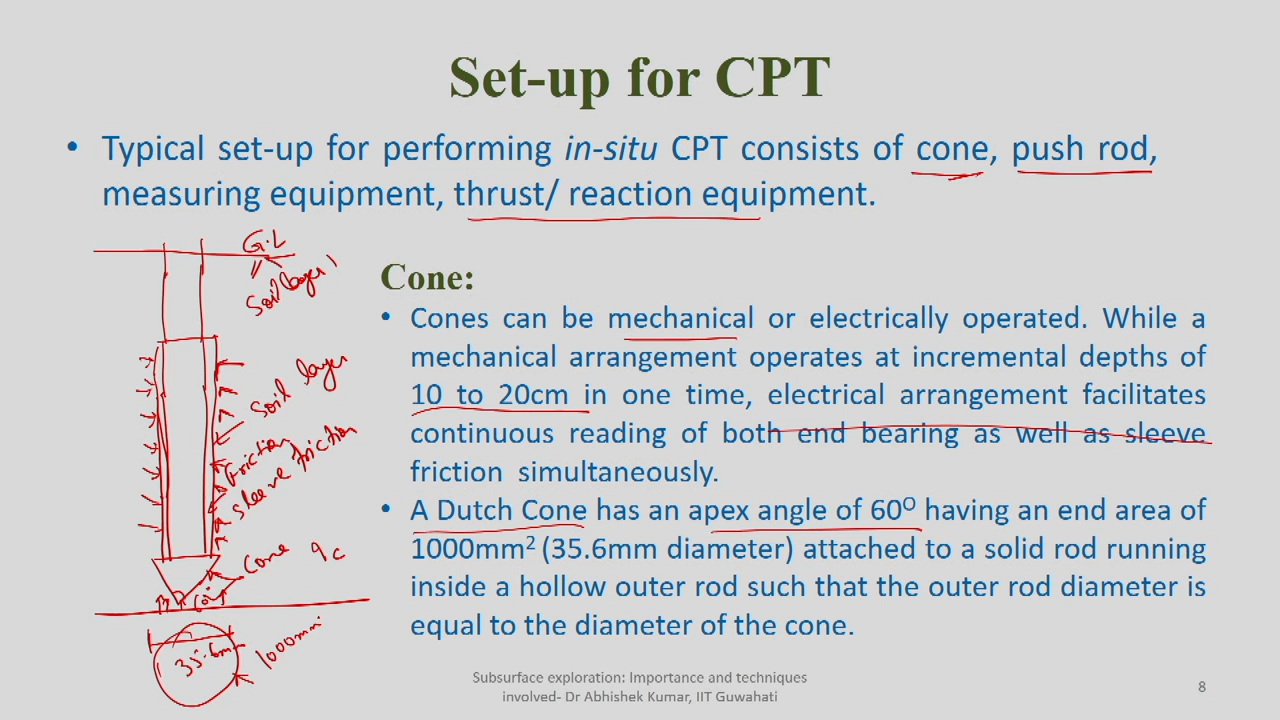 Set-up for CPT
• Typical set-up for performing in-situ CPT consists of cone, push rod,
measuring equipment, thrust/ reaction equipment.
G.L
Soil layer 1
Soil layer
Friction
Sleeve friction
Cone qc
60°
35.6m
1000mm
Cone:
• Cones can be mechanical or electrically operated. While a
mechanical arrangement operates at incremental depths of
10 to 20cm in one time, electrical arrangement facilitates
continuous reading of both end bearing as well as sleeve
friction simultaneously.
• A Dutch Cone has an apex angle of 60O having an end area of
1000mm2 (35.6mm diameter) attached to a solid rod running
inside a hollow outer rod such that the outer rod diameter is
equal to the diameter of the cone.
Subsurface exploration: Importance and techniques
involved- Dr Abhishek Kumar, IIT Guwahati
8